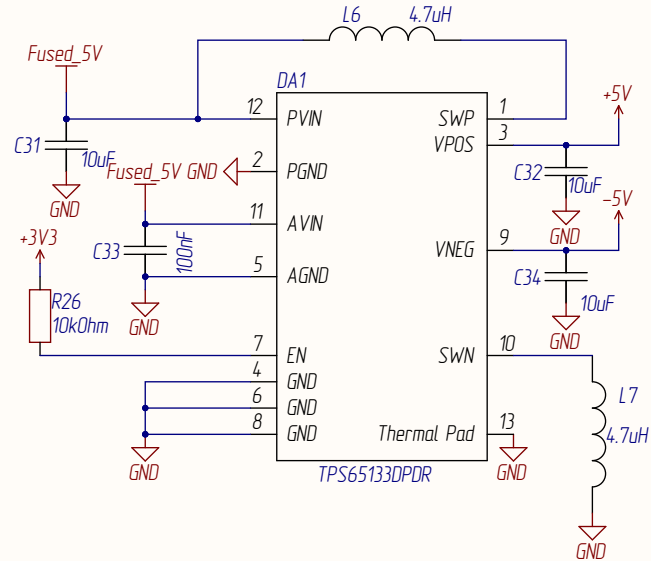 L6 4.7uH
Fused_5V
DA1
+5V
12 PVIN SWP 1
VPOS 3
C31 10uF
C32 10uF
Fused_5V GND 2 PGND
GND
-5V
11 AVIN
GND
+3V3
C33 100nF
VNEG 9
5 AGND
C34 10uF
R26
10kOhm
GND
GND
7 EN SWN 10
4 GND
L7
4.7uH
6 GND
8 GND Thermal Pad 13
GND
GND
TPS65133DPDR
GND